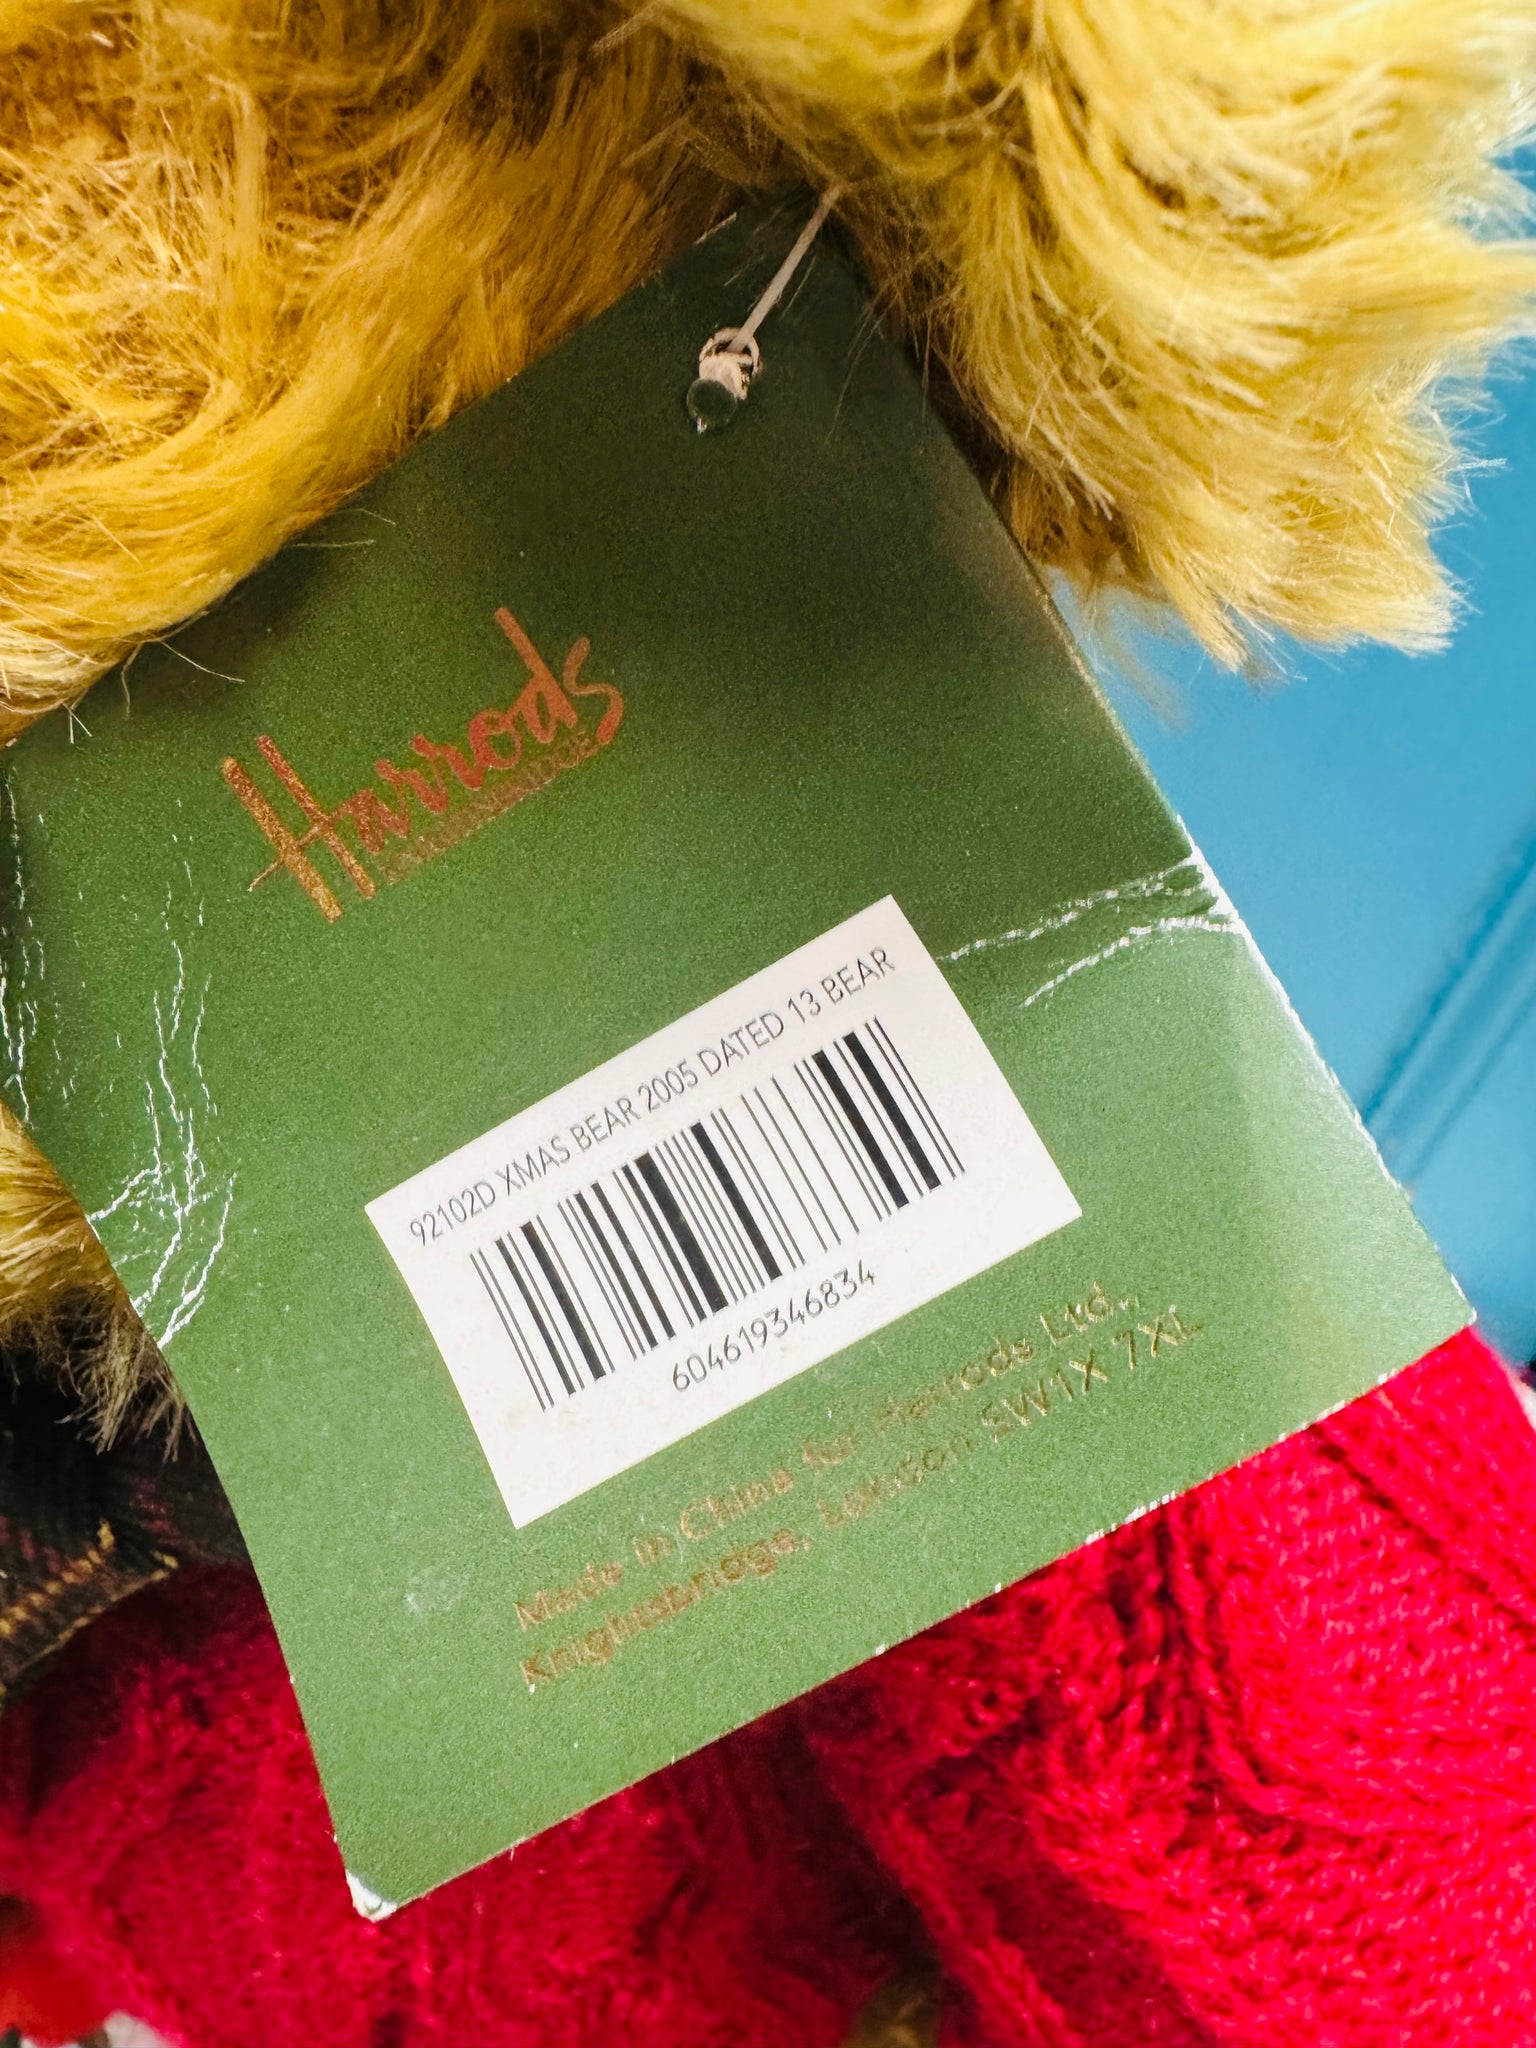 Harrods
KNIGHTSBRIDGE
92102D XMAS BEAR 2005 DATED 13 BEAR
604619346834
Made in China for Harrods Ltd.,
Knightsbridge, London SW1X 7XL